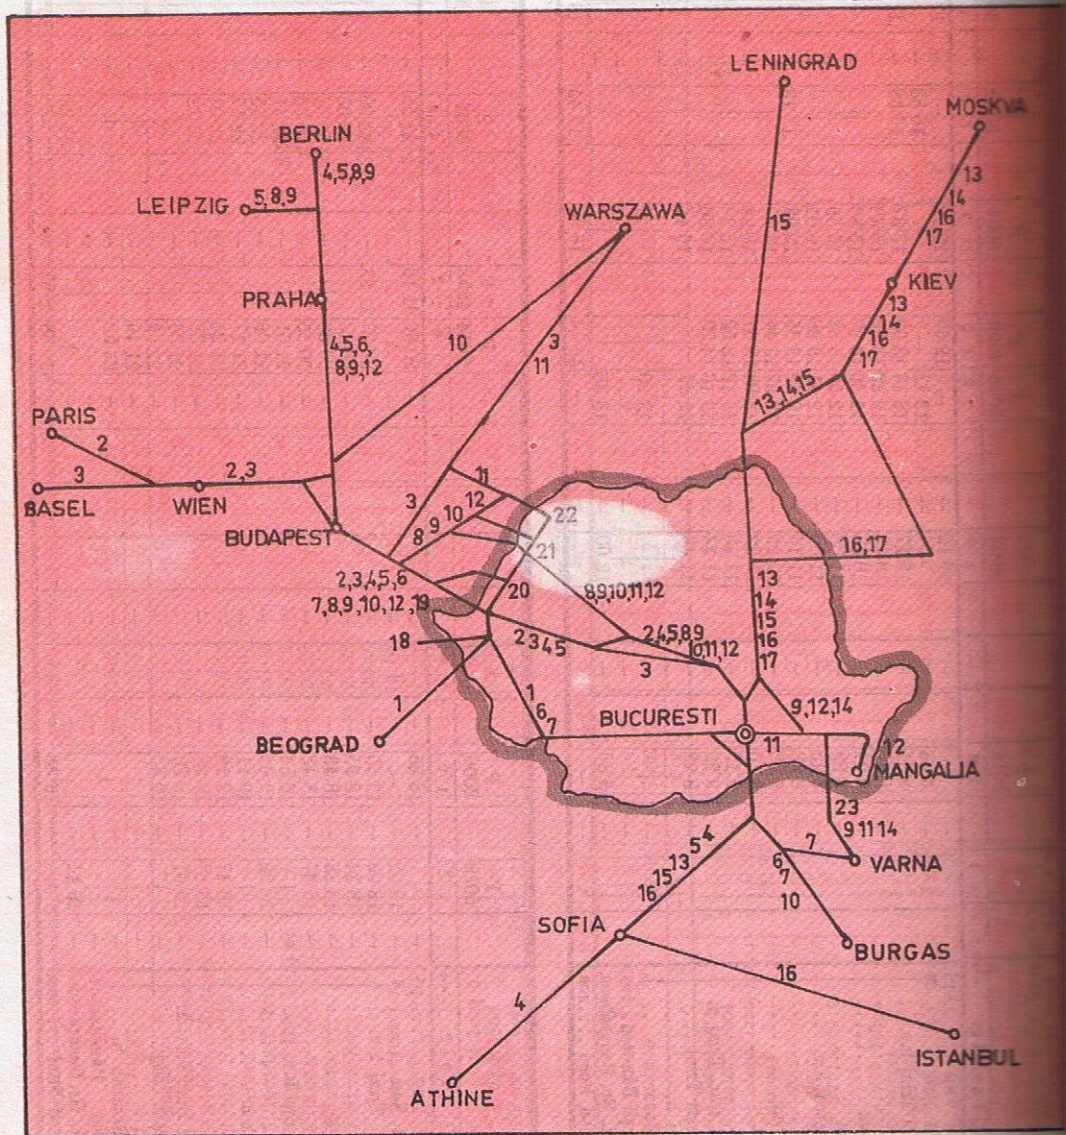 LENINGRAD
MOSKVA
BERLIN
4,5,8,9
13
14
16
17
LEIPZIG
5,8,9
WARSZAWA
15
KIEV
PRAHA
13
14
16
17
4,5,6,
8,9,12
10
3
11
13,14,15
PARIS
2
3
2,3
BASEL
WIEN
11
3
8 9 10 12
22
BUDAPEST
21
16,17
2,3,4,5,6
7,8,9,10,12,19
20
8,9,10,11,12
13
14
15
16
17
18
2 3 4 5
2,4,5,8,9
10,11,12
3
1
1
6
7
BUCURESTI
9,12,14
BEOGRAD
11
12
MANGALIA
23
9 11 14
16 15 13 5 4
7
6
7
10
VARNA
SOFIA
BURGAS
16
4
ISTANBUL
ATHINE